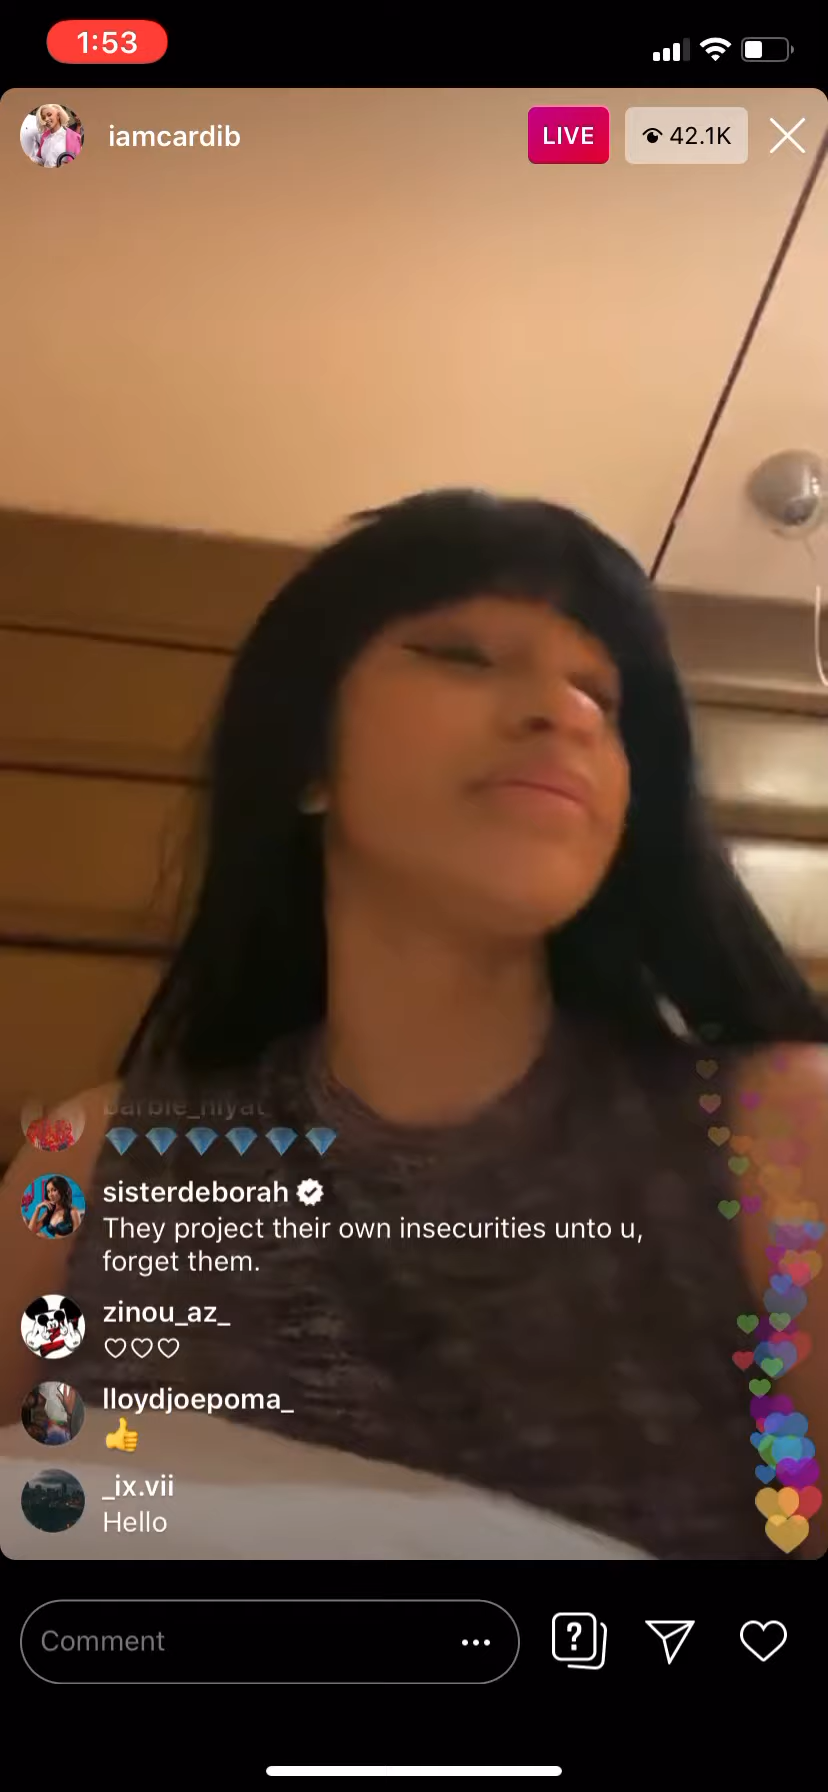 1:53
iamcardib
LIVE
42.1K
💎💎💎💎💎💎
sisterdeborah
They project their own insecurities unto u,
forget them.
zinou_az_
♡♡♡
lloydjoepoma_
👍
_ix.vii
Hello
Comment
?